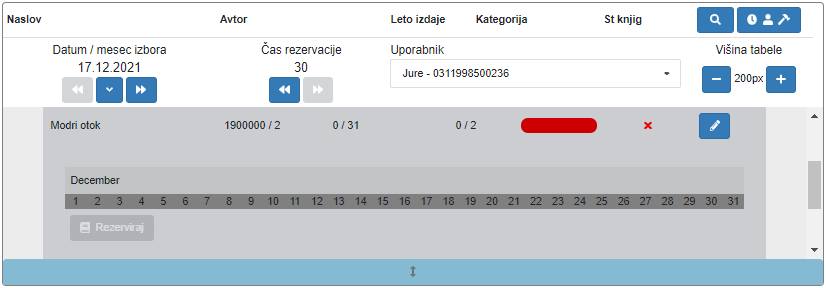 Naslov Avtor Leto izdaje Kategorija St knjig
Datum / mesec izbora Čas rezervacije Uporabnik Višina tabele
17.12.2021 30 Jure - 0311998500236 200px
Modri otok 1900000 / 2 0 / 31 0 / 2
December
1 2 3 4 5 6 7 8 9 10 11 12 13 14 15 16 17 18 19 20 21 22 23 24 25 26 27 28 29 30 31
Rezerviraj